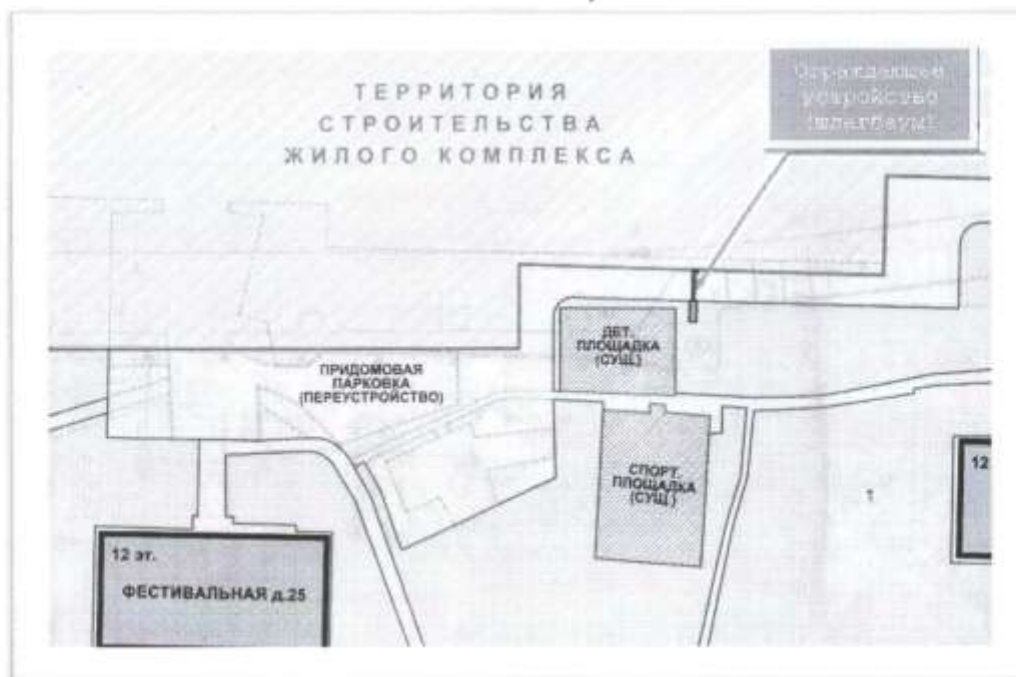 ТЕРРИТОРИЯ
СТРОИТЕЛЬСТВА
ЖИЛОГО КОМПЛЕКСА
Ограждающее
устройство
(шлагбаум)
ДЕТ.
ПЛОЩАДКА
(СУЩ.)
ПРИДОМОВАЯ
ПАРКОВКА
(ПЕРЕУСТРОЙСТВО)
СПОРТ.
ПЛОЩАДКА
(СУЩ.)
12
1
12 эт.
ФЕСТИВАЛЬНАЯ д.25